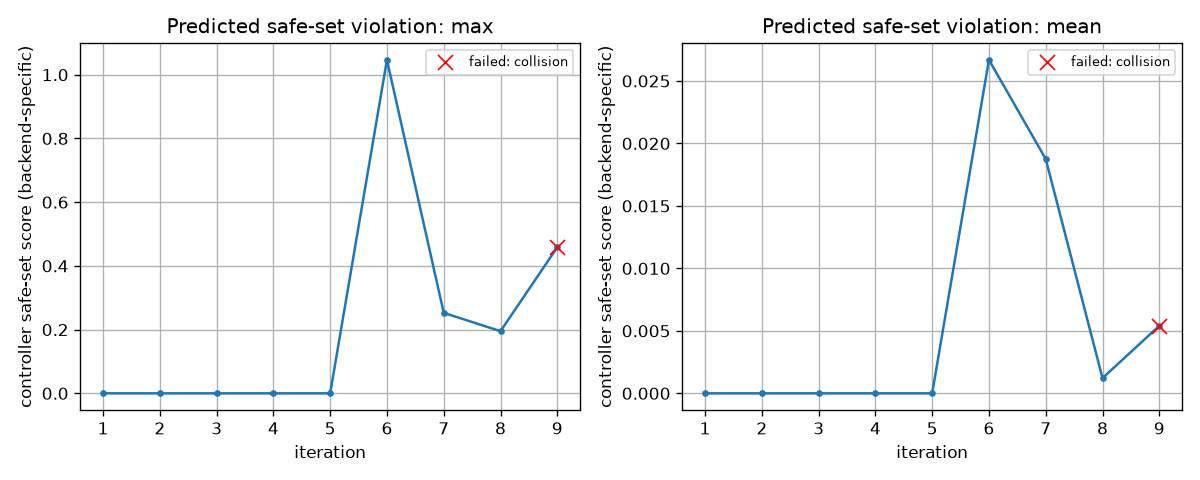 Predicted safe-set violation: max
controller safe-set score (backend-specific)
failed: collision
1.0
0.8
0.6
0.4
0.2
0.0
1 2 3 4 5 6 7 8 9
iteration
Predicted safe-set violation: mean
controller safe-set score (backend-specific)
failed: collision
0.025
0.020
0.015
0.010
0.005
0.000
1 2 3 4 5 6 7 8 9
iteration